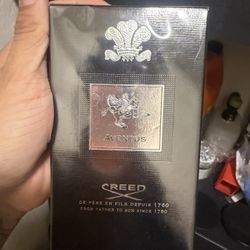 AVENTUS
CREED
DE PÈRE EN FILS DEPUIS 1760
FROM FATHER TO SON SINCE 1760